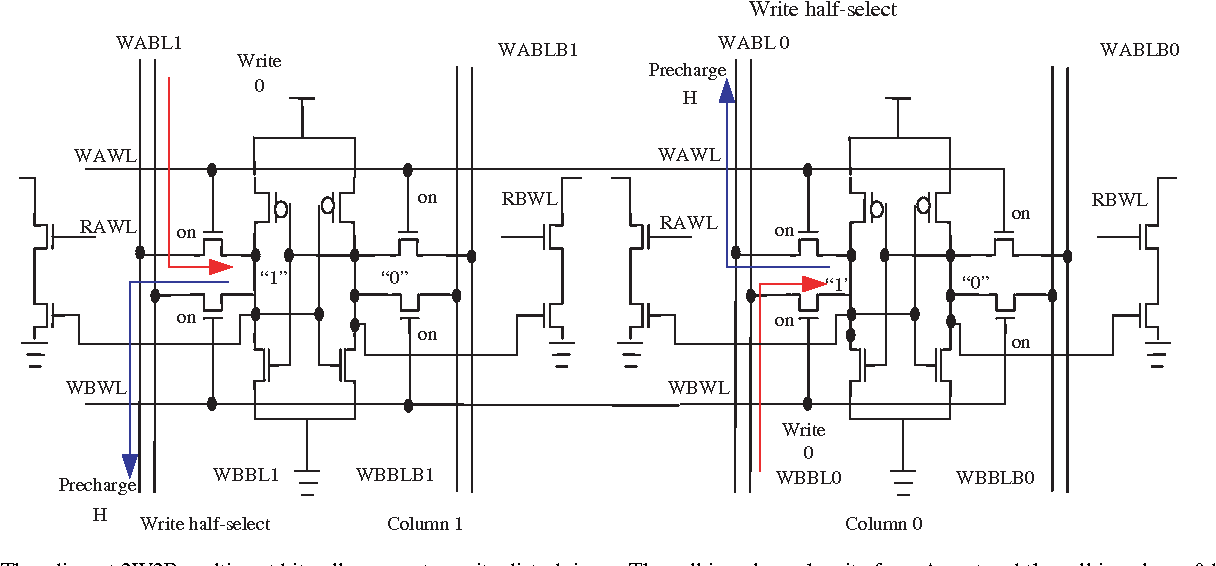 Write half-select
WABL1
WABLB1
WABL 0
WABLB0
Write
0
Precharge
H
WAWL
WAWL
on
on
RAWL
RBWL
RAWL
RBWL
on
on
"1"
"0"
"1'
"0"
on
on
on
on
WBWL
WBWL
Write
0
Precharge
H
WBBL1
WBBLB1
WBBL0
WBBLB0
Write half-select
Column 1
Column 0